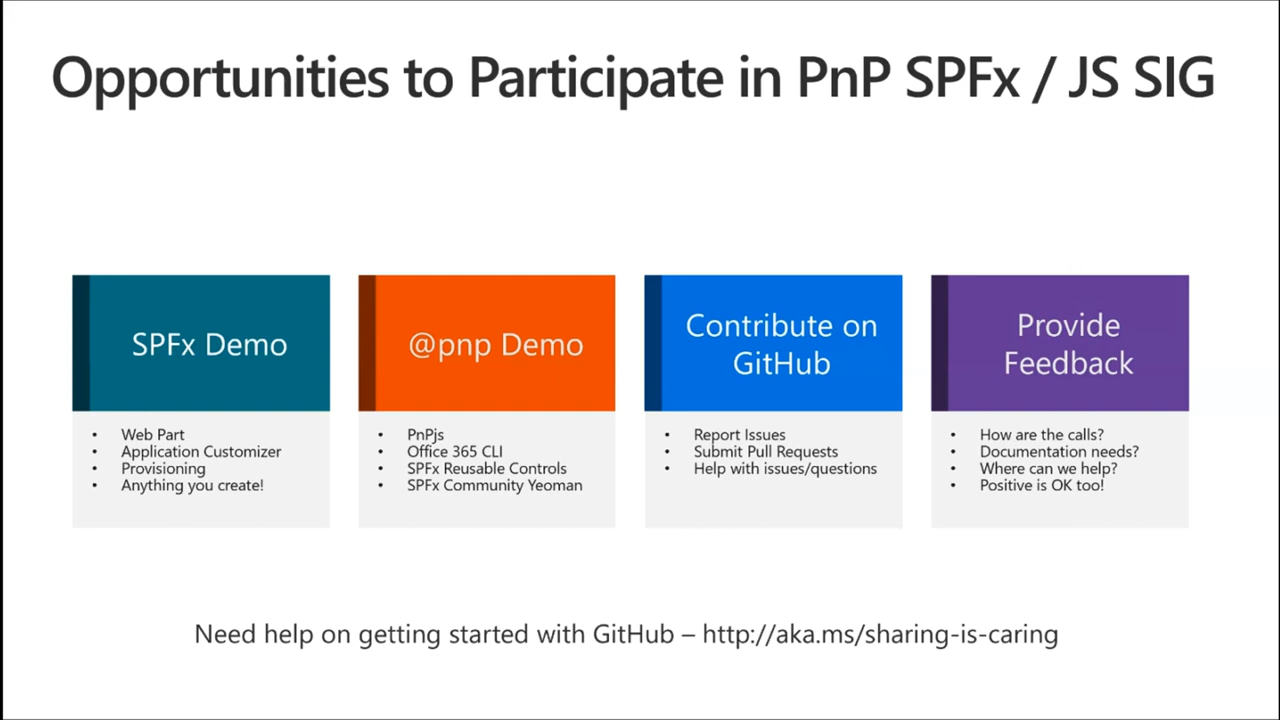 Opportunities to Participate in PnP SPFx / JS SIG
SPFx Demo
• Web Part
• Application Customizer
• Provisioning
• Anything you create!
@pnp Demo
• PnPjs
• Office 365 CLI
• SPFx Reusable Controls
• SPFx Community Yeoman
Contribute on
GitHub
• Report Issues
• Submit Pull Requests
• Help with issues/questions
Provide
Feedback
• How are the calls?
• Documentation needs?
• Where can we help?
• Positive is OK too!
Need help on getting started with GitHub – http://aka.ms/sharing-is-caring